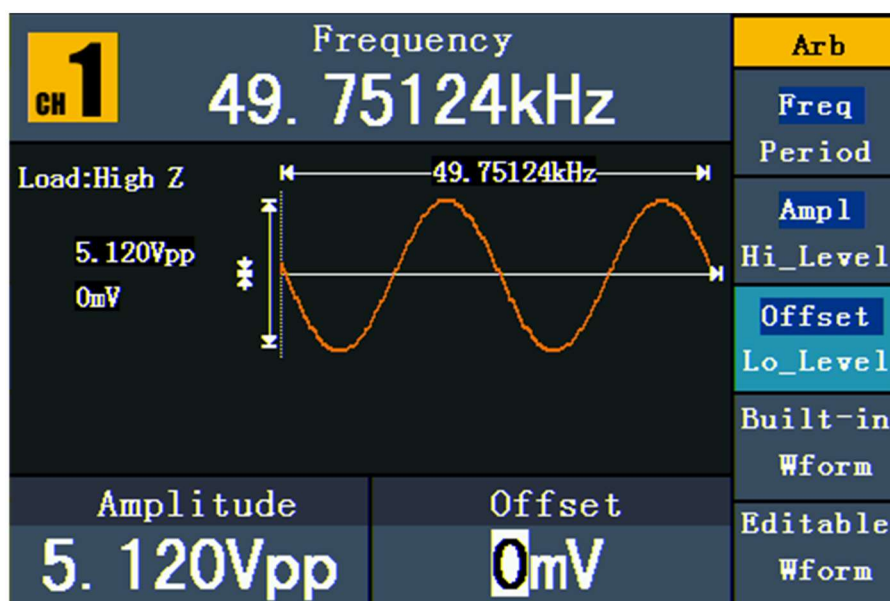 CH 1
Frequency
49.75124kHz
Load:High Z
49.75124kHz
5.120Vpp
0mV
Amplitude
5.120Vpp
Offset
0mV
Arb
Freq
Period
Ampl
Hi_Level
Offset
Lo_Level
Built-in
Wform
Editable
Wform